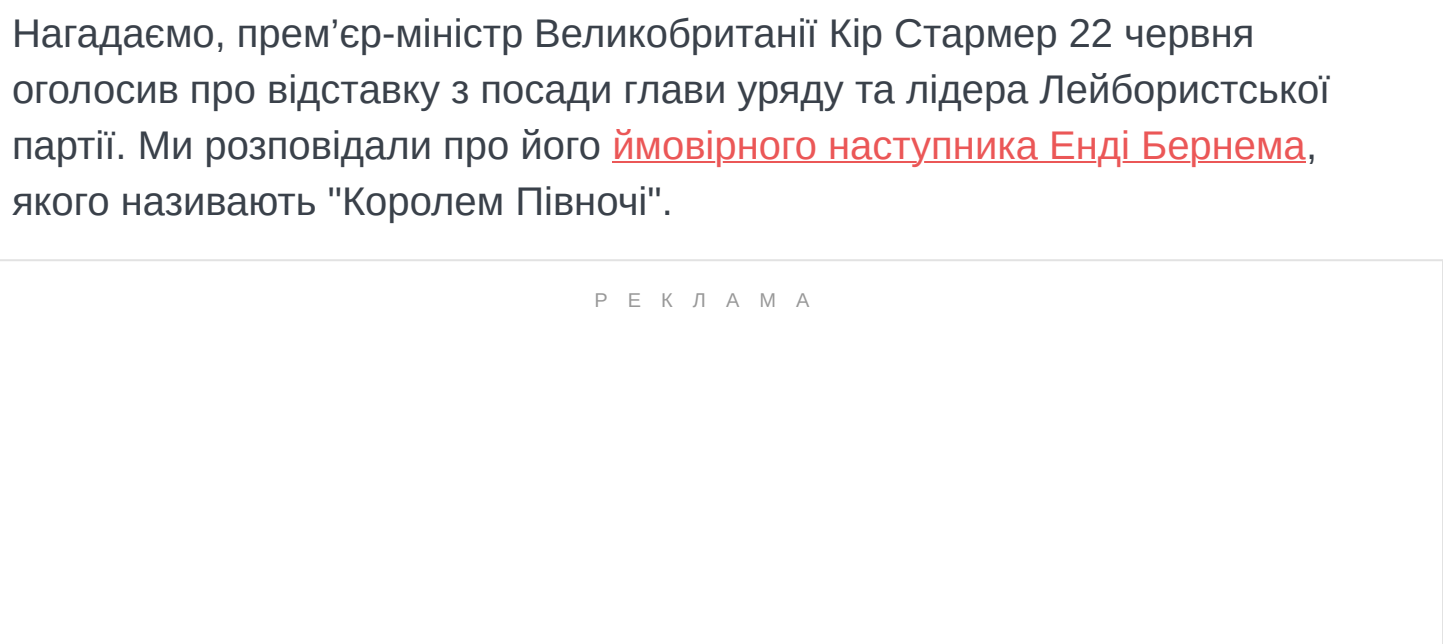 Нагадаємо, прем’єр-міністр Великобританії Кір Стармер 22 червня
оголосив про відставку з посади глави уряду та лідера Лейбористської
партії. Ми розповідали про його ймовірного наступника Енді Бернема,
якого називають "Королем Півночі".
РЕКЛАМА